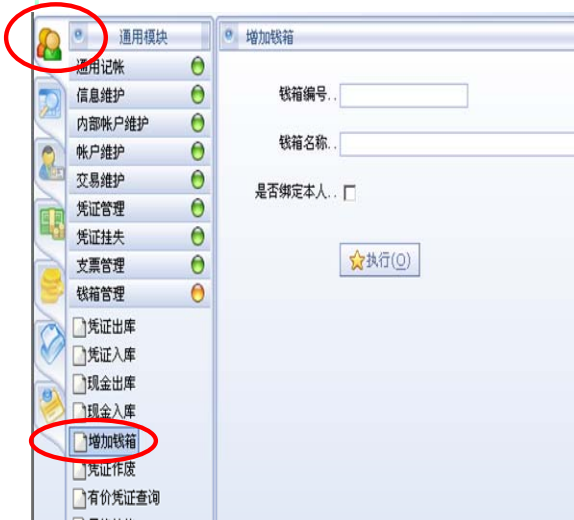 通用模块
通用记帐
信息维护
内部帐户维护
帐户维护
交易维护
凭证管理
凭证挂失
支票管理
钱箱管理
凭证出库
凭证入库
现金出库
现金入库
增加钱箱
凭证作废
有价凭证查询
增加钱箱
钱箱编号..
钱箱名称..
是否绑定本人..
执行(O)